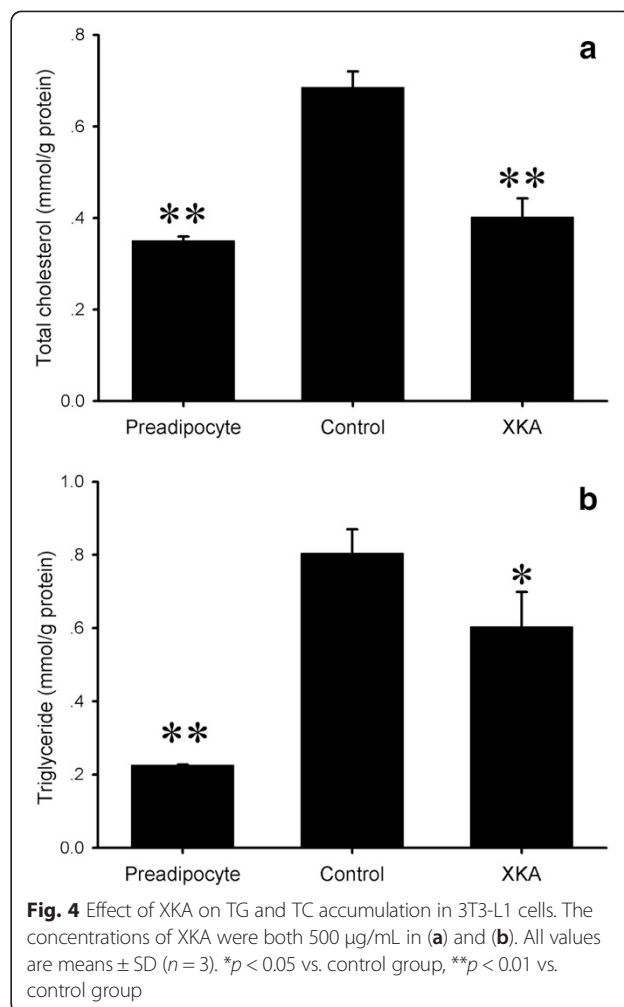 .8
a
Total cholesterol (mmol/g protein)
.6
**
**
.4
.2
0.0
Preadipocyte Control XKA
1.0
b
Triglyceride (mmol/g protein)
.8
*
.6
.4
**
.2
0.0
Preadipocyte Control XKA
Fig. 4 Effect of XKA on TG and TC accumulation in 3T3-L1 cells. The
concentrations of XKA were both 500 μg/mL in (a) and (b). All values
are means ± SD (n = 3). *p < 0.05 vs. control group, **p < 0.01 vs.
control group